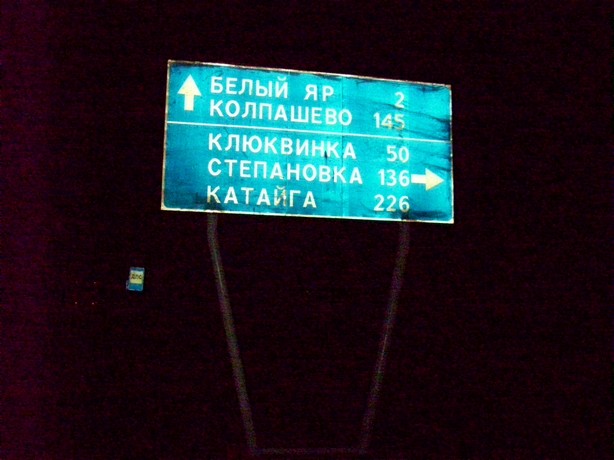 БЕЛЫЙ ЯР 2
КОЛПАШЕВО 145
КЛЮКВИНКА 50
СТЕПАНОВКА 136
КАТАЙГА 226